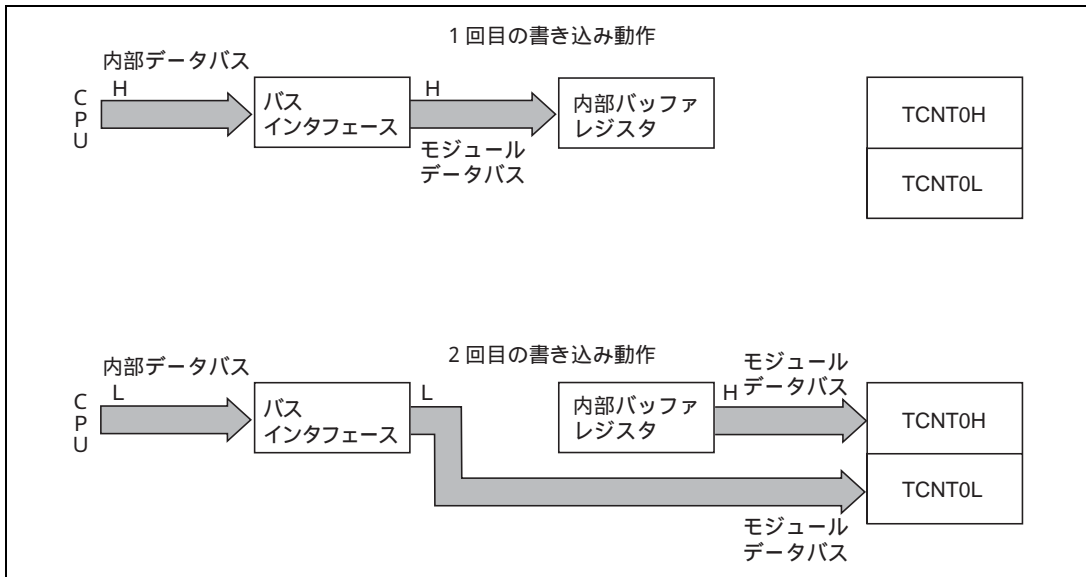 1 回目の書き込み動作
内部データバス
H
CPU
バス
インタフェース
H
モジュール
データバス
内部バッファ
レジスタ
TCNT0H
TCNT0L
2 回目の書き込み動作
内部データバス
L
CPU
バス
インタフェース
L
内部バッファ
レジスタ
H
モジュール
データバス
TCNT0H
TCNT0L
モジュール
データバス